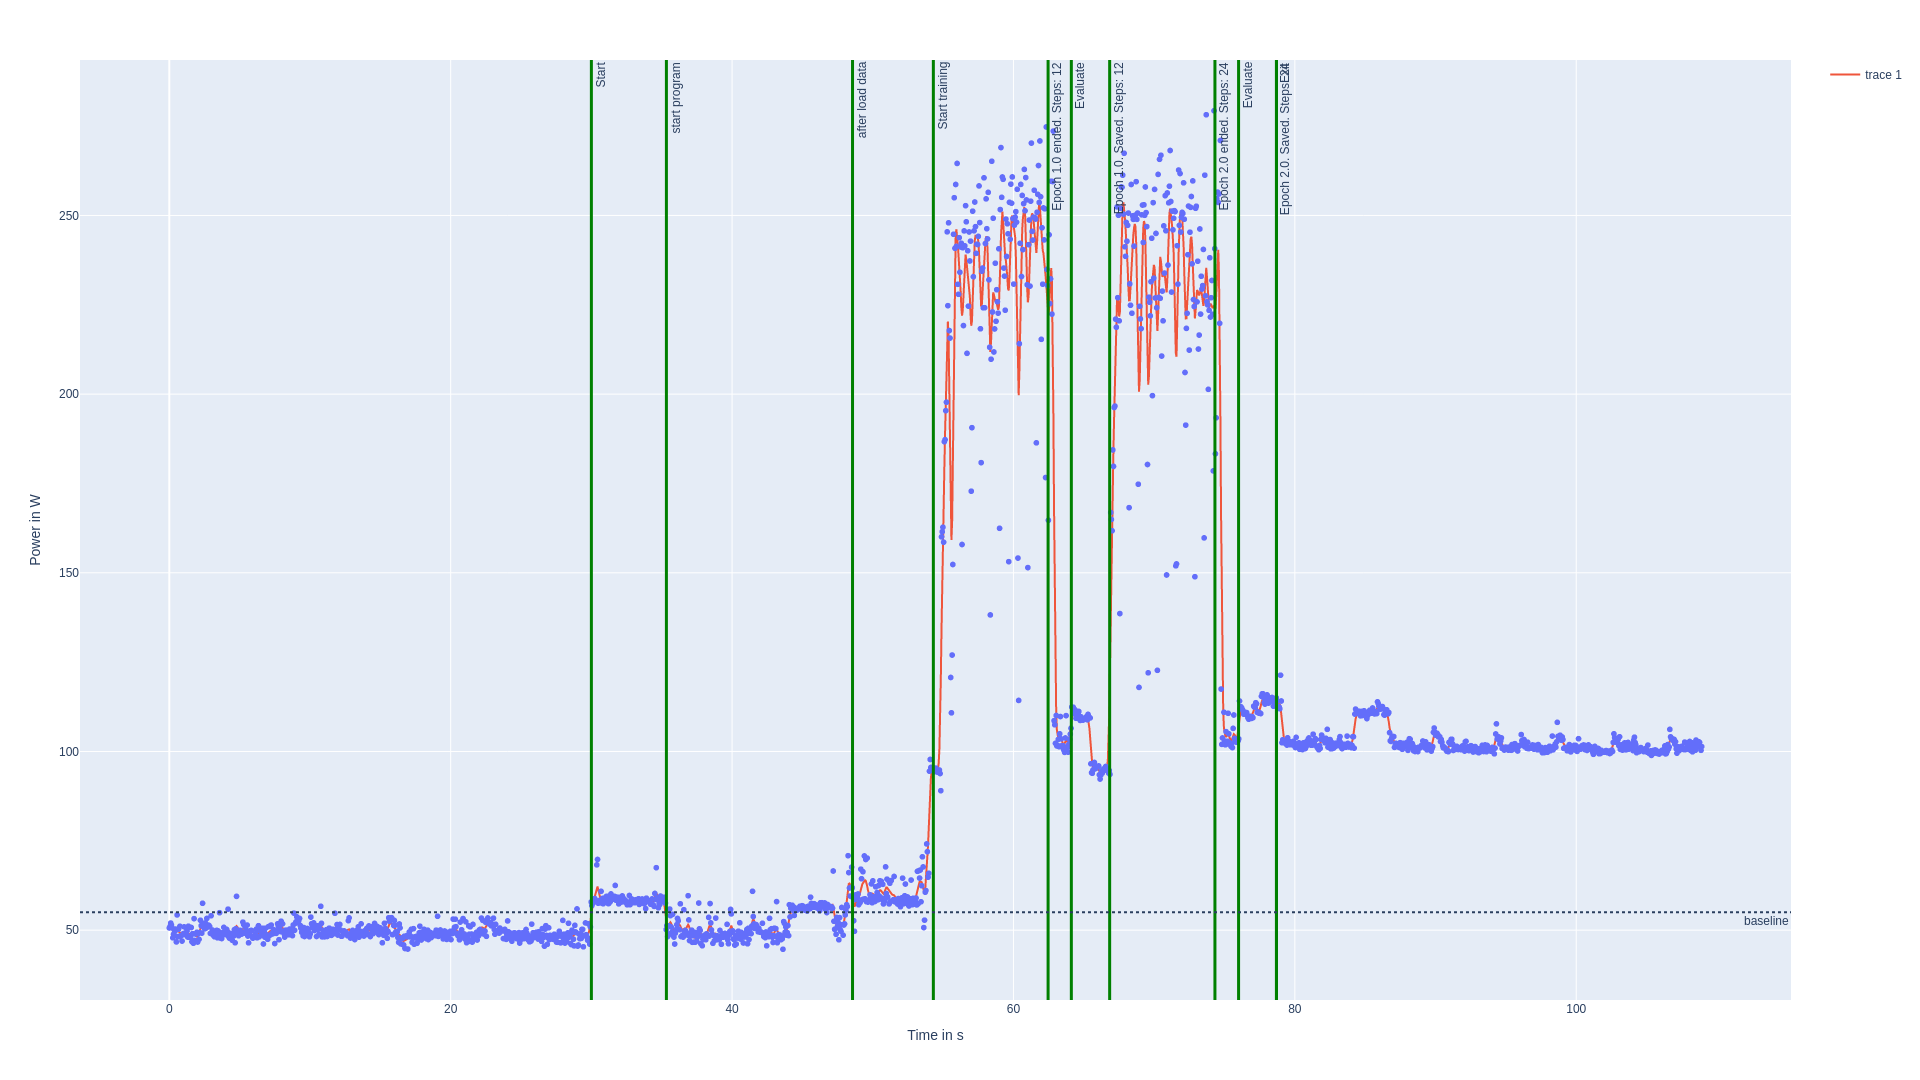 Start
start program
after load data
Start training
Epoch 1.0 ended. Steps: 12
Evaluate
Epoch 1.0. Saved. Steps: 12
Epoch 2.0 ended. Steps: 24
Evaluate
Epoch 2.0. Saved. Steps: 24
Exit
trace 1
250
200
150
100
50
Power in W
baseline
0
20
40
60
80
100
Time in s